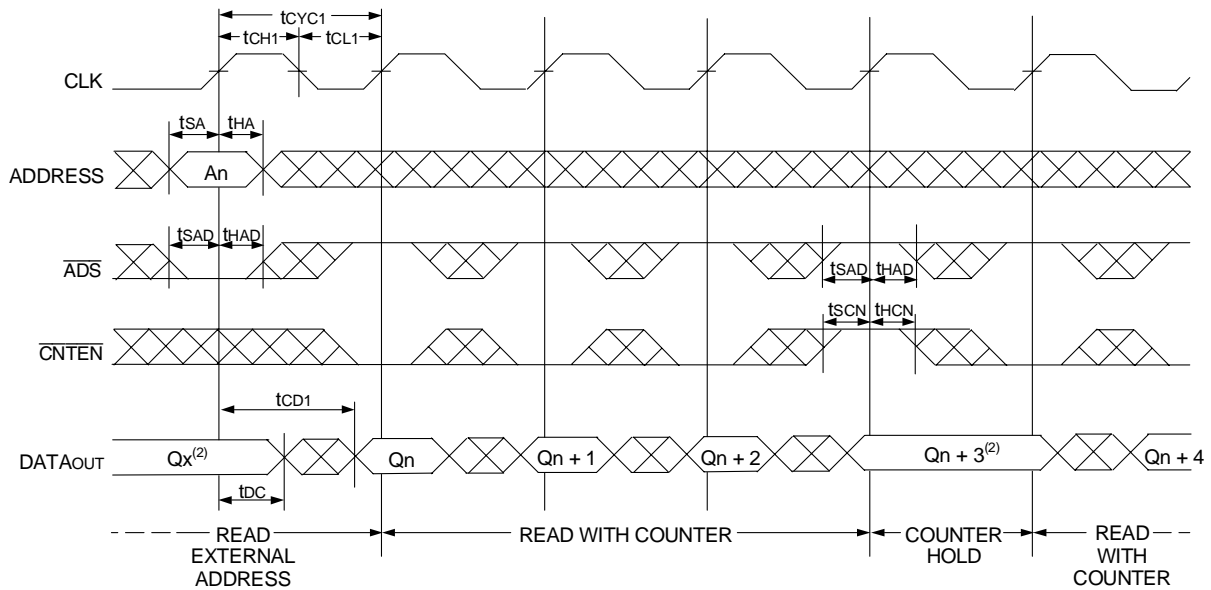 tCYC1
tCH1 tCL1
CLK
tSA tHA
ADDRESS An
tSAD tHAD
ADS
tSAD tHAD
tSCN tHCN
CNTEN
tCD1
DATAOUT Qx(2) Qn Qn + 1 Qn + 2 Qn + 3(2) Qn + 4
tDC
READ EXTERNAL ADDRESS
READ WITH COUNTER
COUNTER HOLD
READ WITH COUNTER